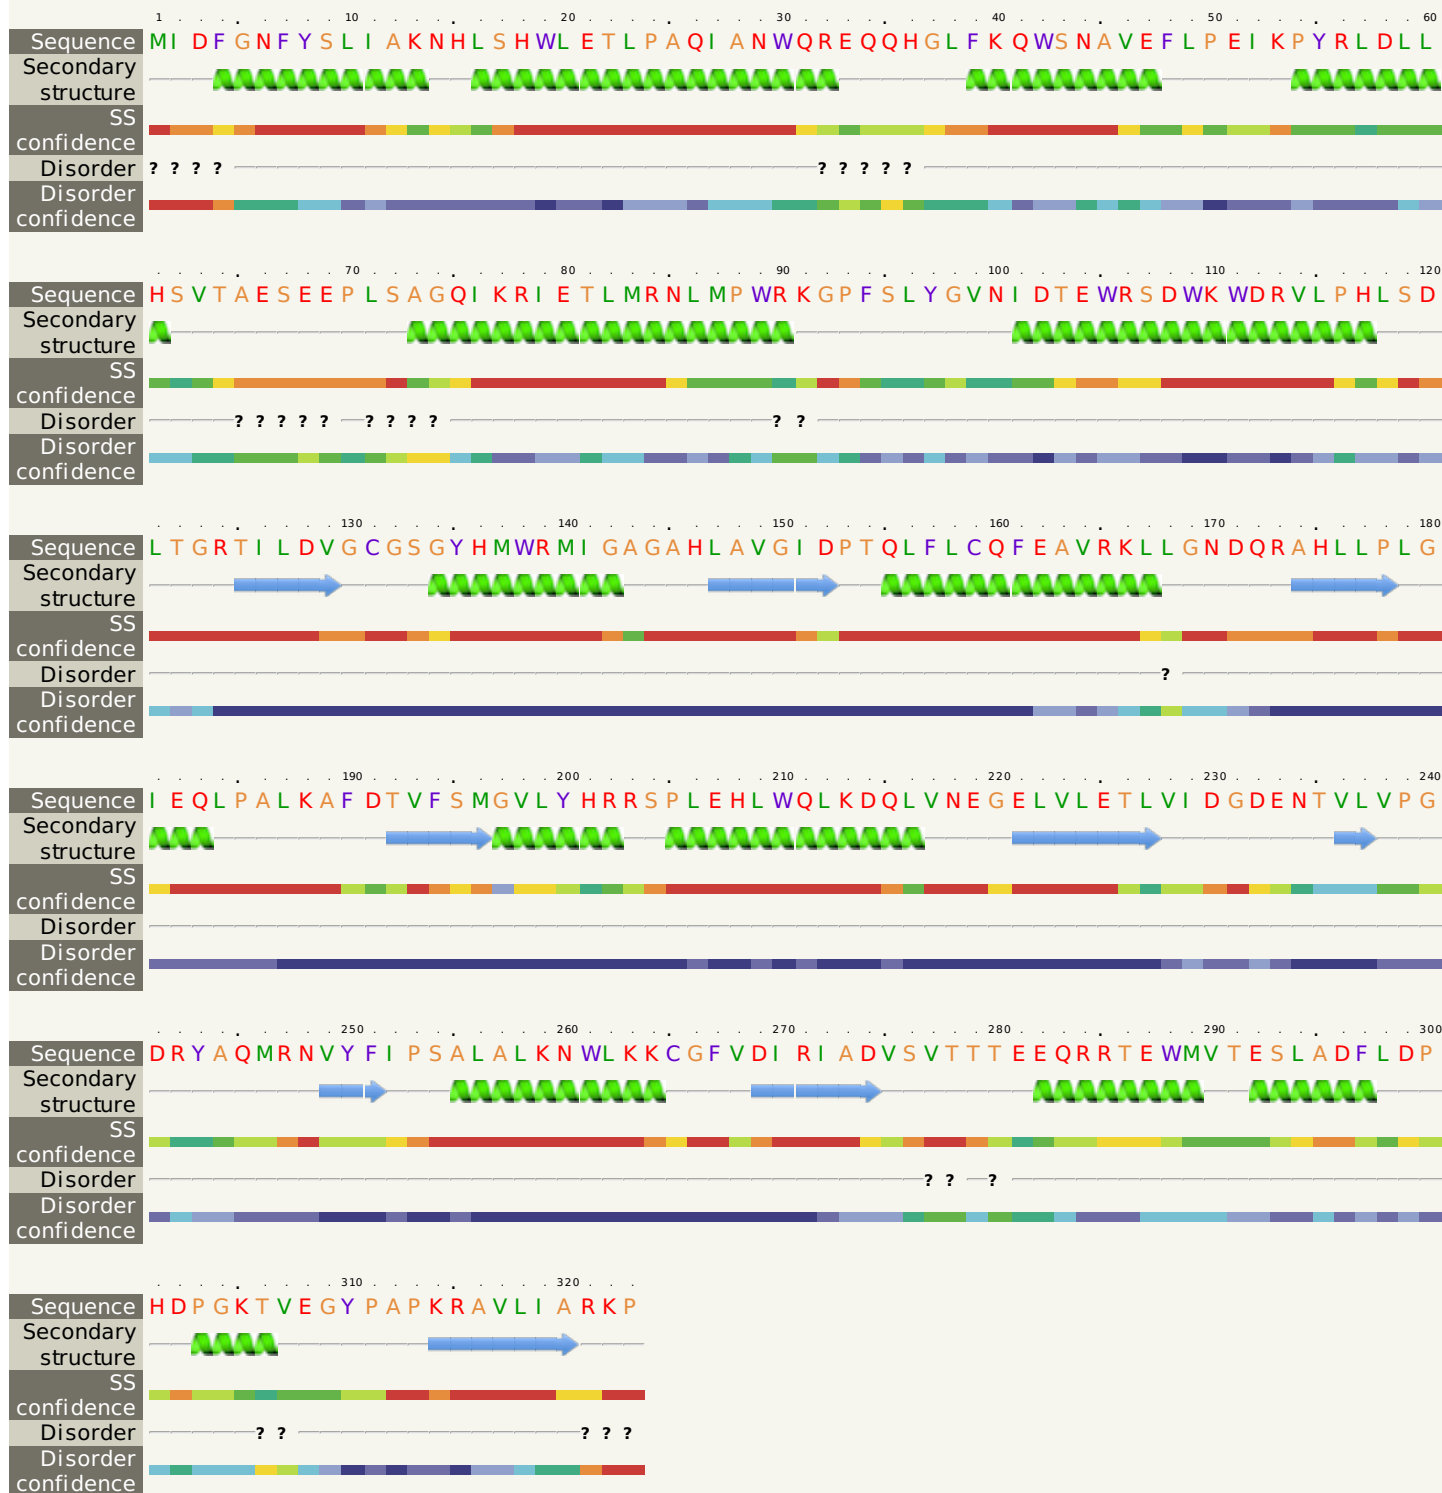 1 10 20 30 40 50 60
Sequence MIDFGNFYSLIAKNHLSHWLETLPAQIANWQREQQHGLFKQWSNAVEFLPEIKPYRLDLL
Secondary
structure
SS
confidence
Disorder ? ? ? ? ? ? ? ? ?
Disorder
confidence
70 80 90 100 110 120
Sequence HSVTAESEEPLSAGQIKRIETLMRNLMPWRKGPFSLYGVNIDTEWRSDWKWDRVLPHLSD
Secondary
structure
SS
confidence
Disorder ? ? ? ? ? ? ? ? ? ? ?
Disorder
confidence
130 140 150 160 170 180
Sequence LTGRTILDVGCGSGYHMWRMIGAGAHLAVGIDPTQLFLCQFEAVRKLLGNDQRAHLLPLG
Secondary
structure
SS
confidence
Disorder ?
Disorder
confidence
190 200 210 220 230 240
Sequence IEQLPALKAFDTVFSMGVLYHRRSPLEHLWQLKDQLVNEGELVLETLVIDGDENTVLVPG
Secondary
structure
SS
confidence
Disorder
Disorder
confidence
250 260 270 280 290 300
Sequence DRYAQMRNVYFIPSALALKNWLKKCGFVDIRIADVSVTTTEEQRRTEWMVTESLADFLDP
Secondary
structure
SS
confidence
Disorder ? ? ?
Disorder
confidence
310 320
Sequence HDPGKTVEGYPAPKRAVLIARKP
Secondary
structure
SS
confidence
Disorder ? ? ? ? ?
Disorder
confidence